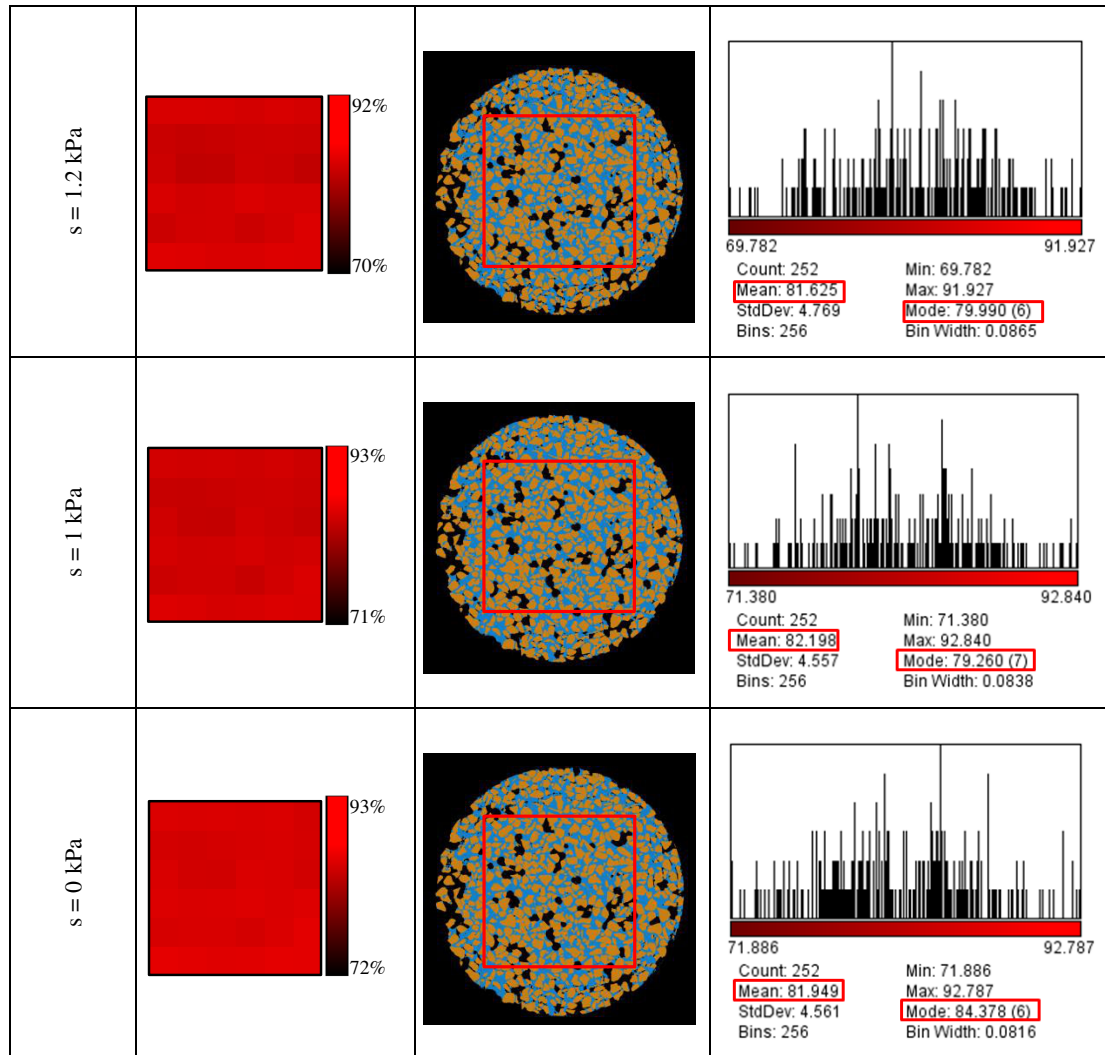 s = 1.2 kPa
92%
70%
69.782 91.927
Count: 252 Min: 69.782
Mean: 81.625 Max: 91.927
StdDev: 4.769 Mode: 79.990 (6)
Bins: 256 Bin Width: 0.0865
s = 1 kPa
93%
71%
71.380 92.840
Count: 252 Min: 71.380
Mean: 82.198 Max: 92.840
StdDev: 4.557 Mode: 79.260 (7)
Bins: 256 Bin Width: 0.0838
s = 0 kPa
93%
72%
71.886 92.787
Count: 252 Min: 71.886
Mean: 81.949 Max: 92.787
StdDev: 4.561 Mode: 84.378 (6)
Bins: 256 Bin Width: 0.0816